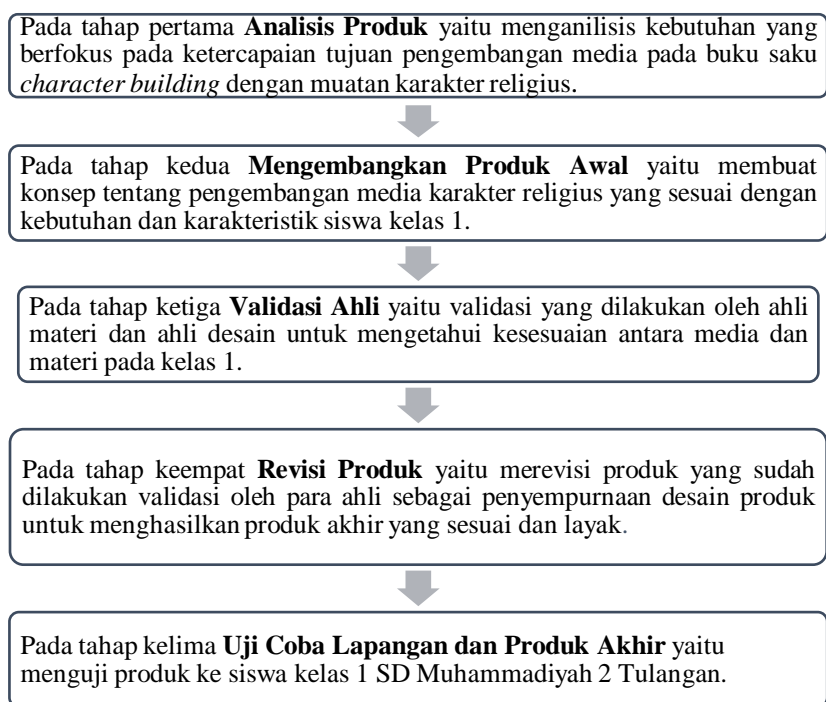 Pada tahap pertama Analisis Produk yaitu menganilisis kebutuhan yang
berfokus pada ketercapaian tujuan pengembangan media pada buku saku
character building dengan muatan karakter religius.
Pada tahap kedua Mengembangkan Produk Awal yaitu membuat
konsep tentang pengembangan media karakter religius yang sesuai dengan
kebutuhan dan karakteristik siswa kelas 1.
Pada tahap ketiga Validasi Ahli yaitu validasi yang dilakukan oleh ahli
materi dan ahli desain untuk mengetahui kesesuaian antara media dan
materi pada kelas 1.
Pada tahap keempat Revisi Produk yaitu merevisi produk yang sudah
dilakukan validasi oleh para ahli sebagai penyempurnaan desain produk
untuk menghasilkan produk akhir yang sesuai dan layak.
Pada tahap kelima Uji Coba Lapangan dan Produk Akhir yaitu
menguji produk ke siswa kelas 1 SD Muhammadiyah 2 Tulangan.